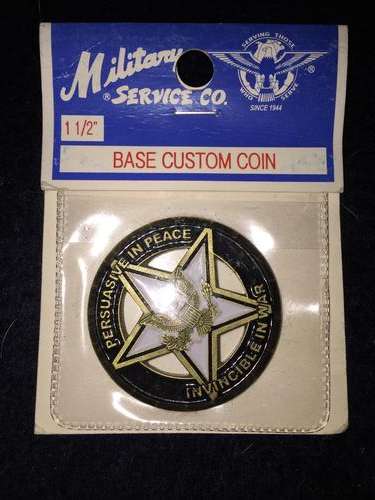 Military
® SERVICE CO.
SERVING THOSE
WHO SERVE
®
SINCE 1944
1 1/2"
BASE CUSTOM COIN
PERSUASIVE IN PEACE
INVINCIBLE IN WAR